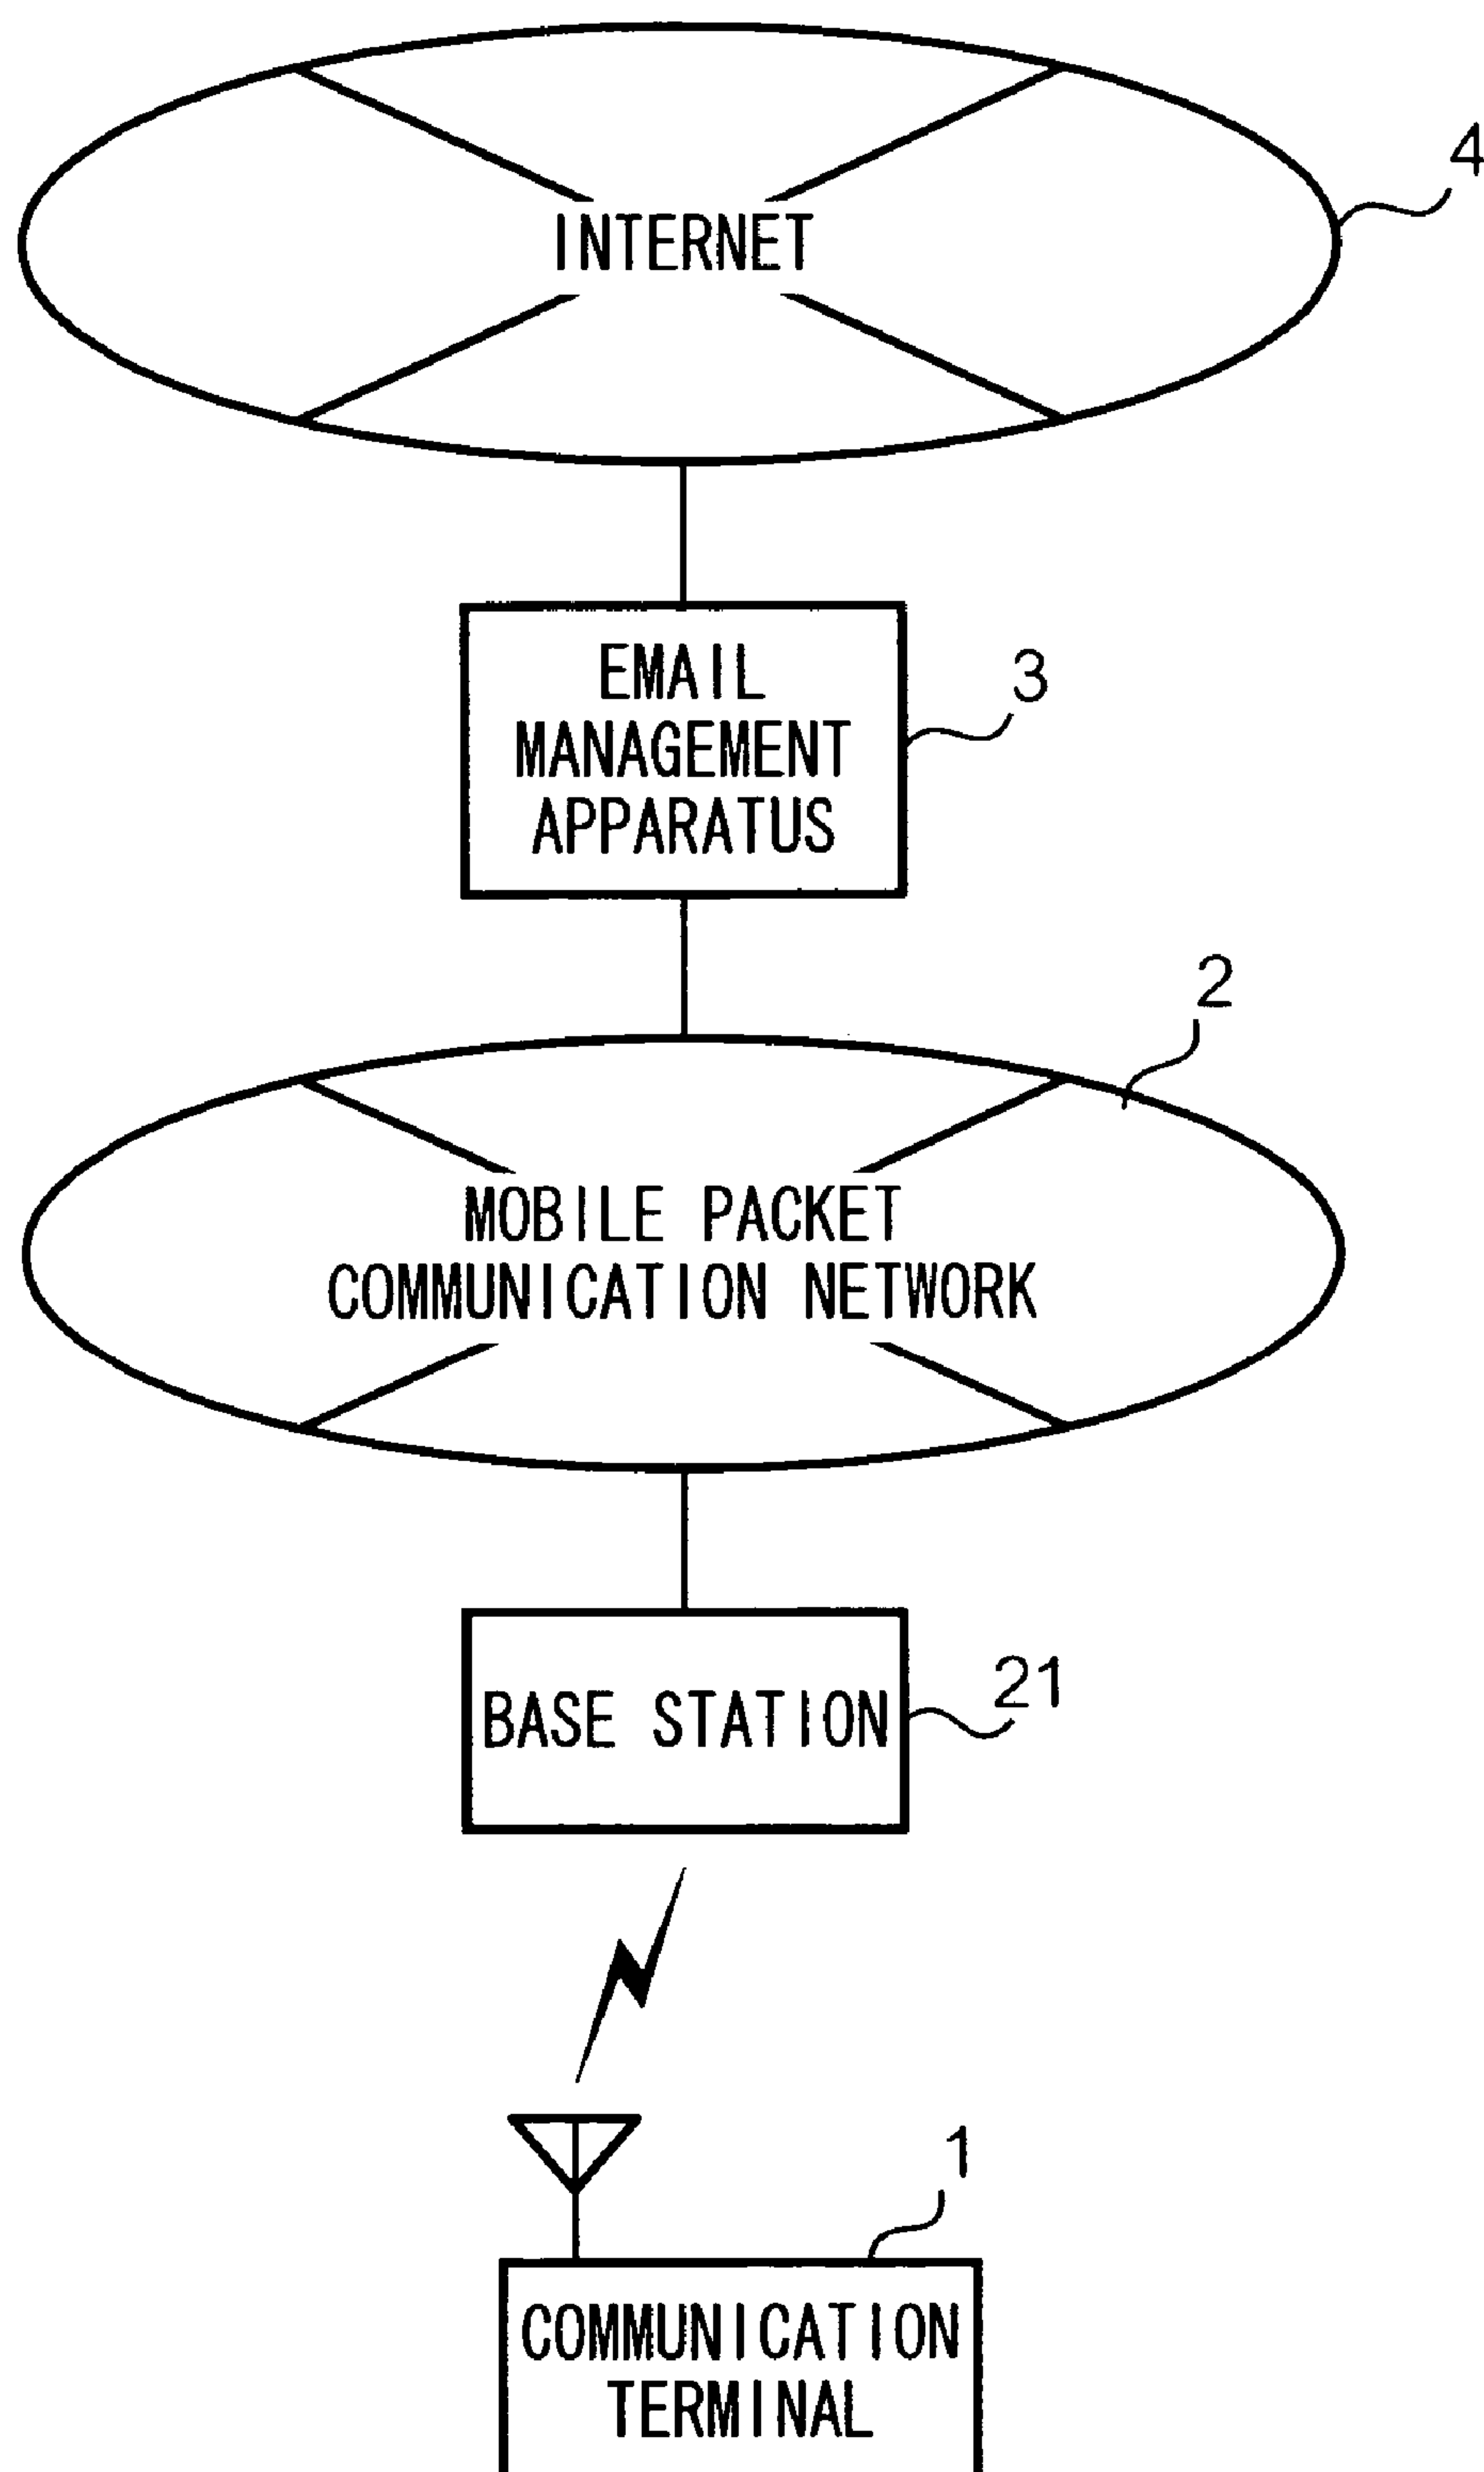 4
INTERNET
3
EMAIL
MANAGEMENT
APPARATUS
2
MOBILE PACKET
COMMUNICATION NETWORK
21
BASE STATION
1
COMMUNICATION
TERMINAL